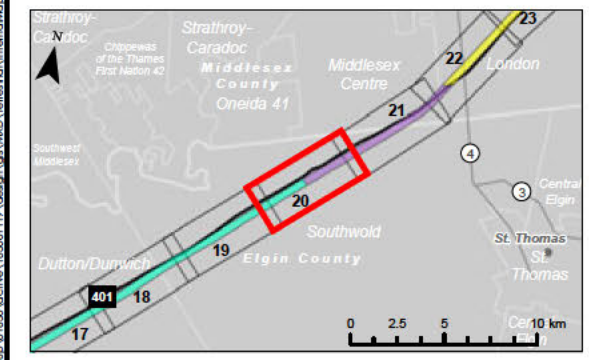 Strathroy-
Caradoc
N
Chippewas
of the Thames
First Nation 42
Strathroy-
Caradoc
Middlesex
County
Oneida 41
Middlesex
Centre
23
22
London
21
4
Southwest
Middlesex
20
3
Central
Elgin
Southwold
19
Elgin County
St. Thomas
St.
Thomas
Dutton/Dunwich
401
18
17
0 2.5 5 10 km
Central
Elgin